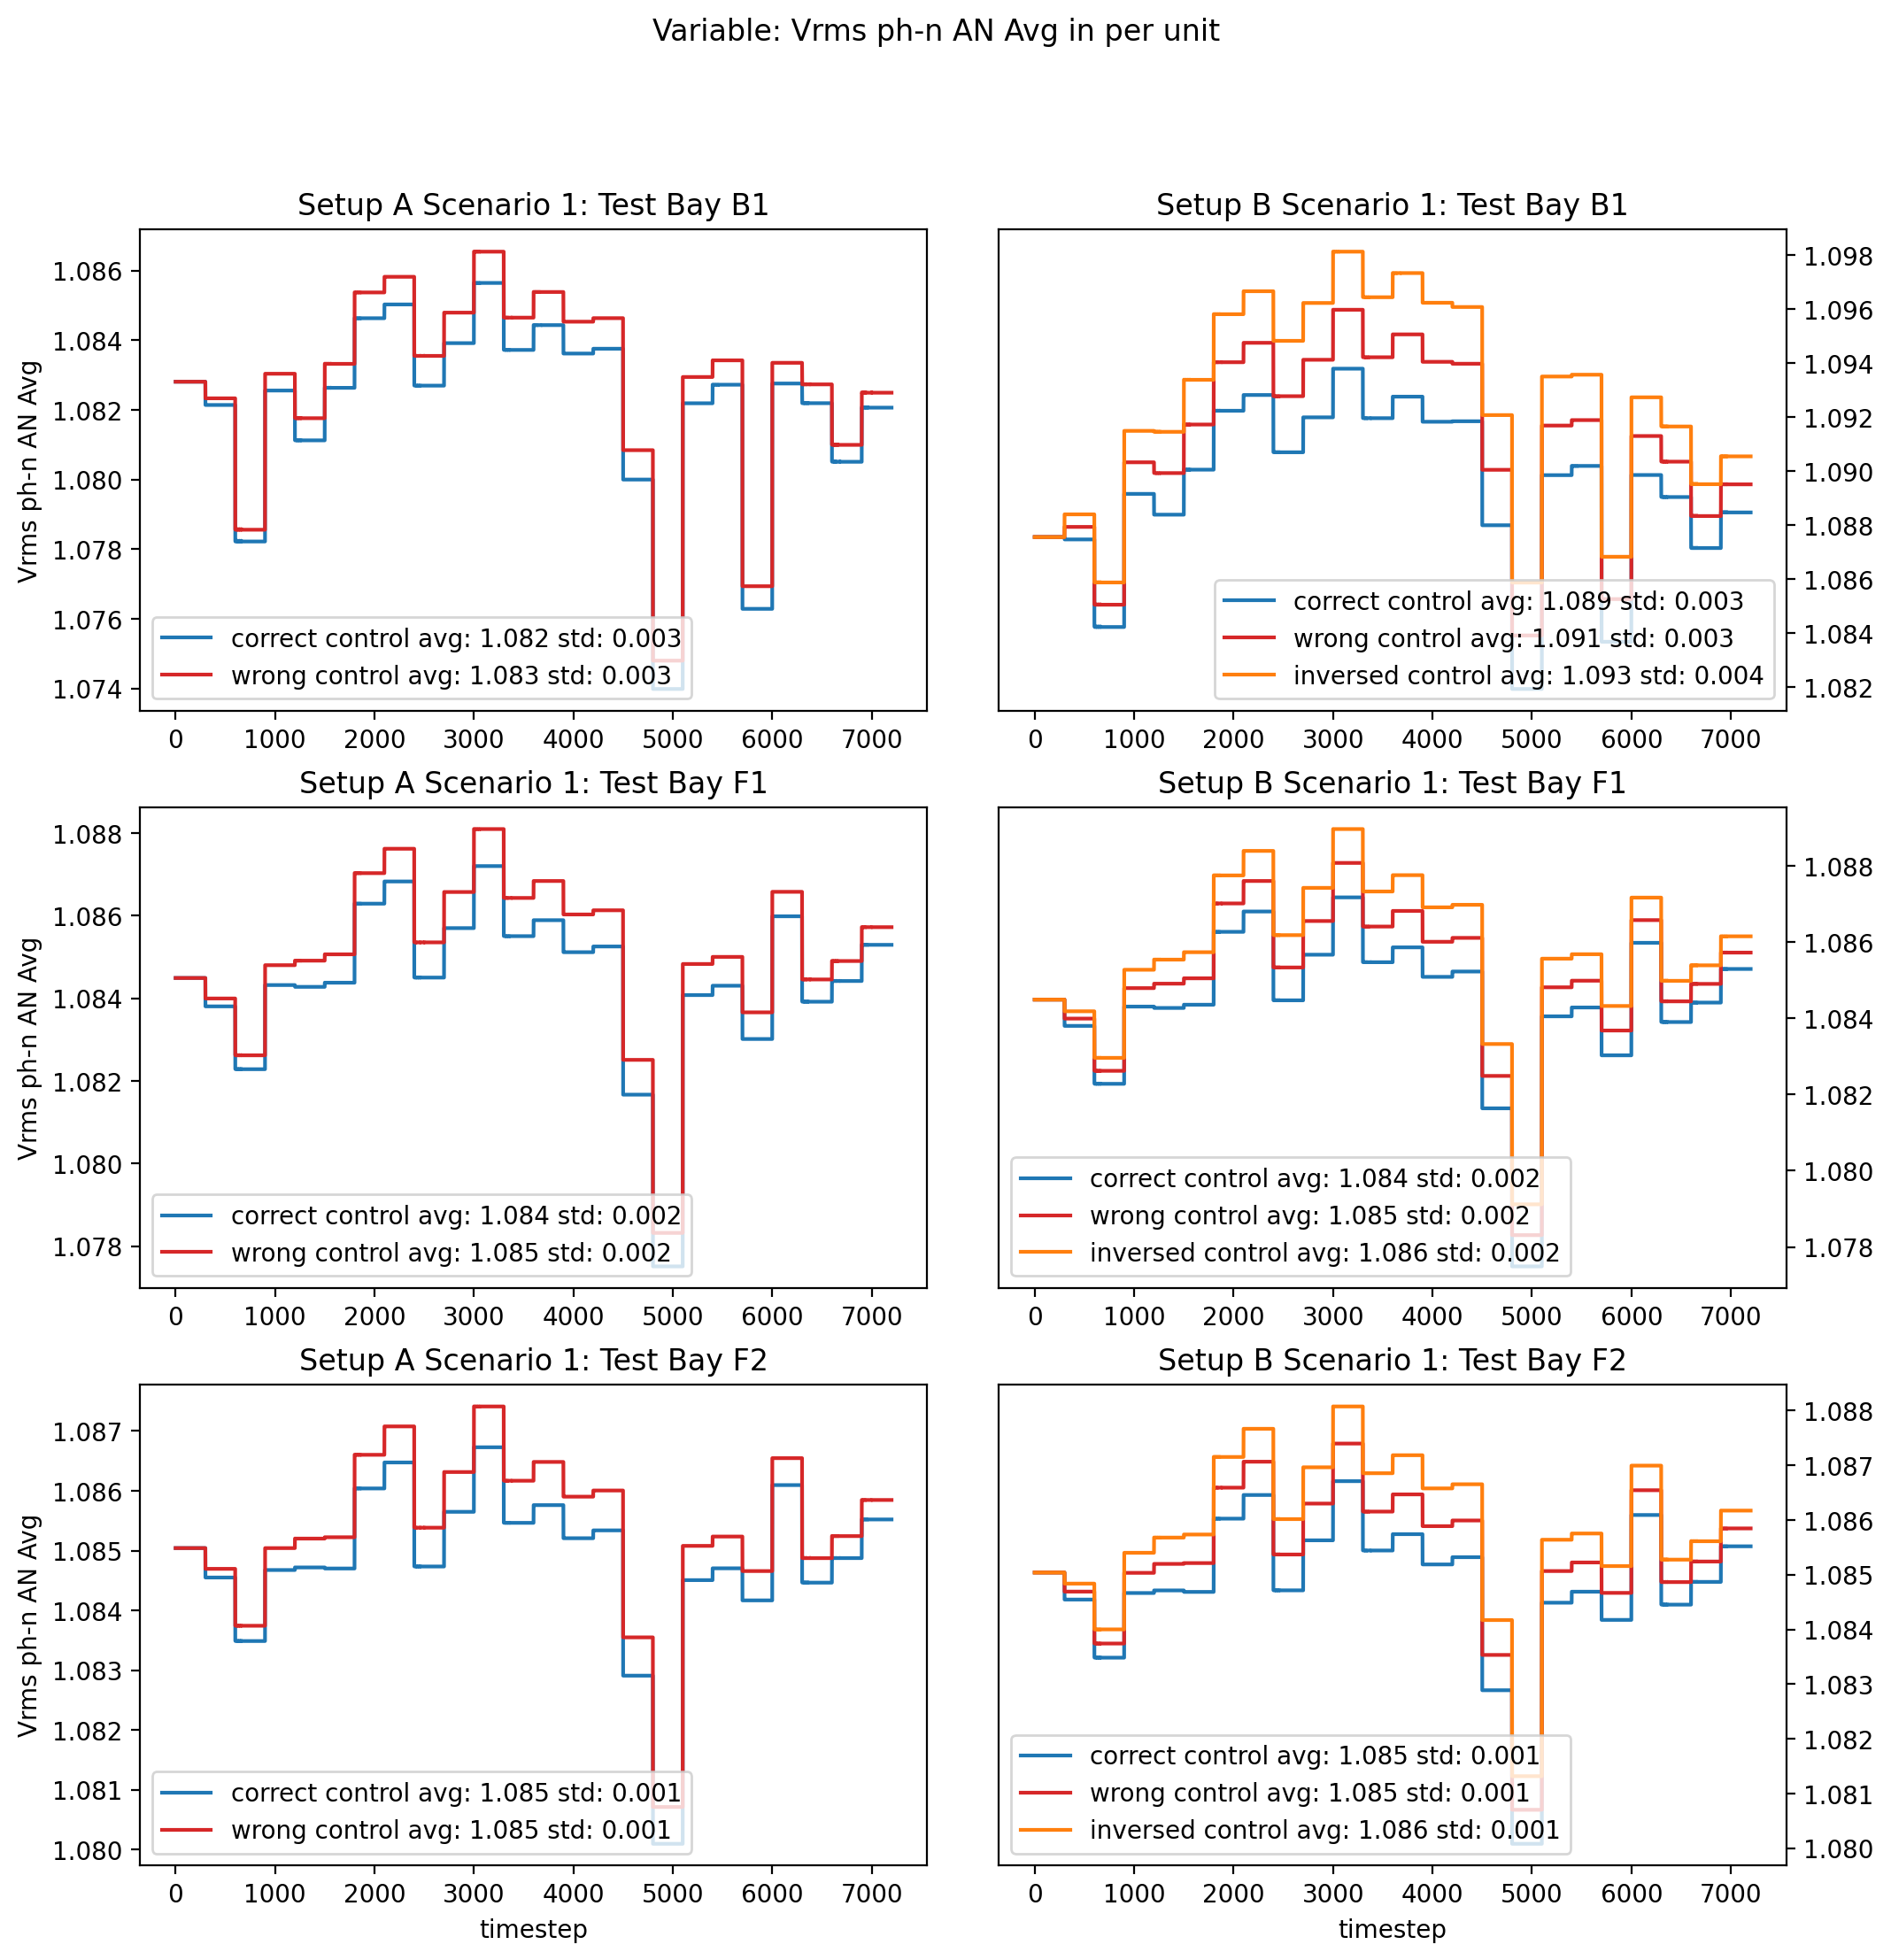 Variable: Vrms ph-n AN Avg in per unit
Setup A Scenario 1: Test Bay B1
Vrms ph-n AN Avg
1.086
1.084
1.082
1.080
1.078
1.076
1.074
correct control avg: 1.082 std: 0.003
wrong control avg: 1.083 std: 0.003
0 1000 2000 3000 4000 5000 6000 7000
Setup B Scenario 1: Test Bay B1
1.098
1.096
1.094
1.092
1.090
1.088
1.086
1.084
1.082
correct control avg: 1.089 std: 0.003
wrong control avg: 1.091 std: 0.003
inversed control avg: 1.093 std: 0.004
0 1000 2000 3000 4000 5000 6000 7000
Setup A Scenario 1: Test Bay F1
Vrms ph-n AN Avg
1.088
1.086
1.084
1.082
1.080
1.078
correct control avg: 1.084 std: 0.002
wrong control avg: 1.085 std: 0.002
0 1000 2000 3000 4000 5000 6000 7000
Setup B Scenario 1: Test Bay F1
1.088
1.086
1.084
1.082
1.080
1.078
correct control avg: 1.084 std: 0.002
wrong control avg: 1.085 std: 0.002
inversed control avg: 1.086 std: 0.002
0 1000 2000 3000 4000 5000 6000 7000
Setup A Scenario 1: Test Bay F2
Vrms ph-n AN Avg
1.087
1.086
1.085
1.084
1.083
1.082
1.081
1.080
correct control avg: 1.085 std: 0.001
wrong control avg: 1.085 std: 0.001
0 1000 2000 3000 4000 5000 6000 7000
timestep
Setup B Scenario 1: Test Bay F2
1.088
1.087
1.086
1.085
1.084
1.083
1.082
1.081
1.080
correct control avg: 1.085 std: 0.001
wrong control avg: 1.085 std: 0.001
inversed control avg: 1.086 std: 0.001
0 1000 2000 3000 4000 5000 6000 7000
timestep